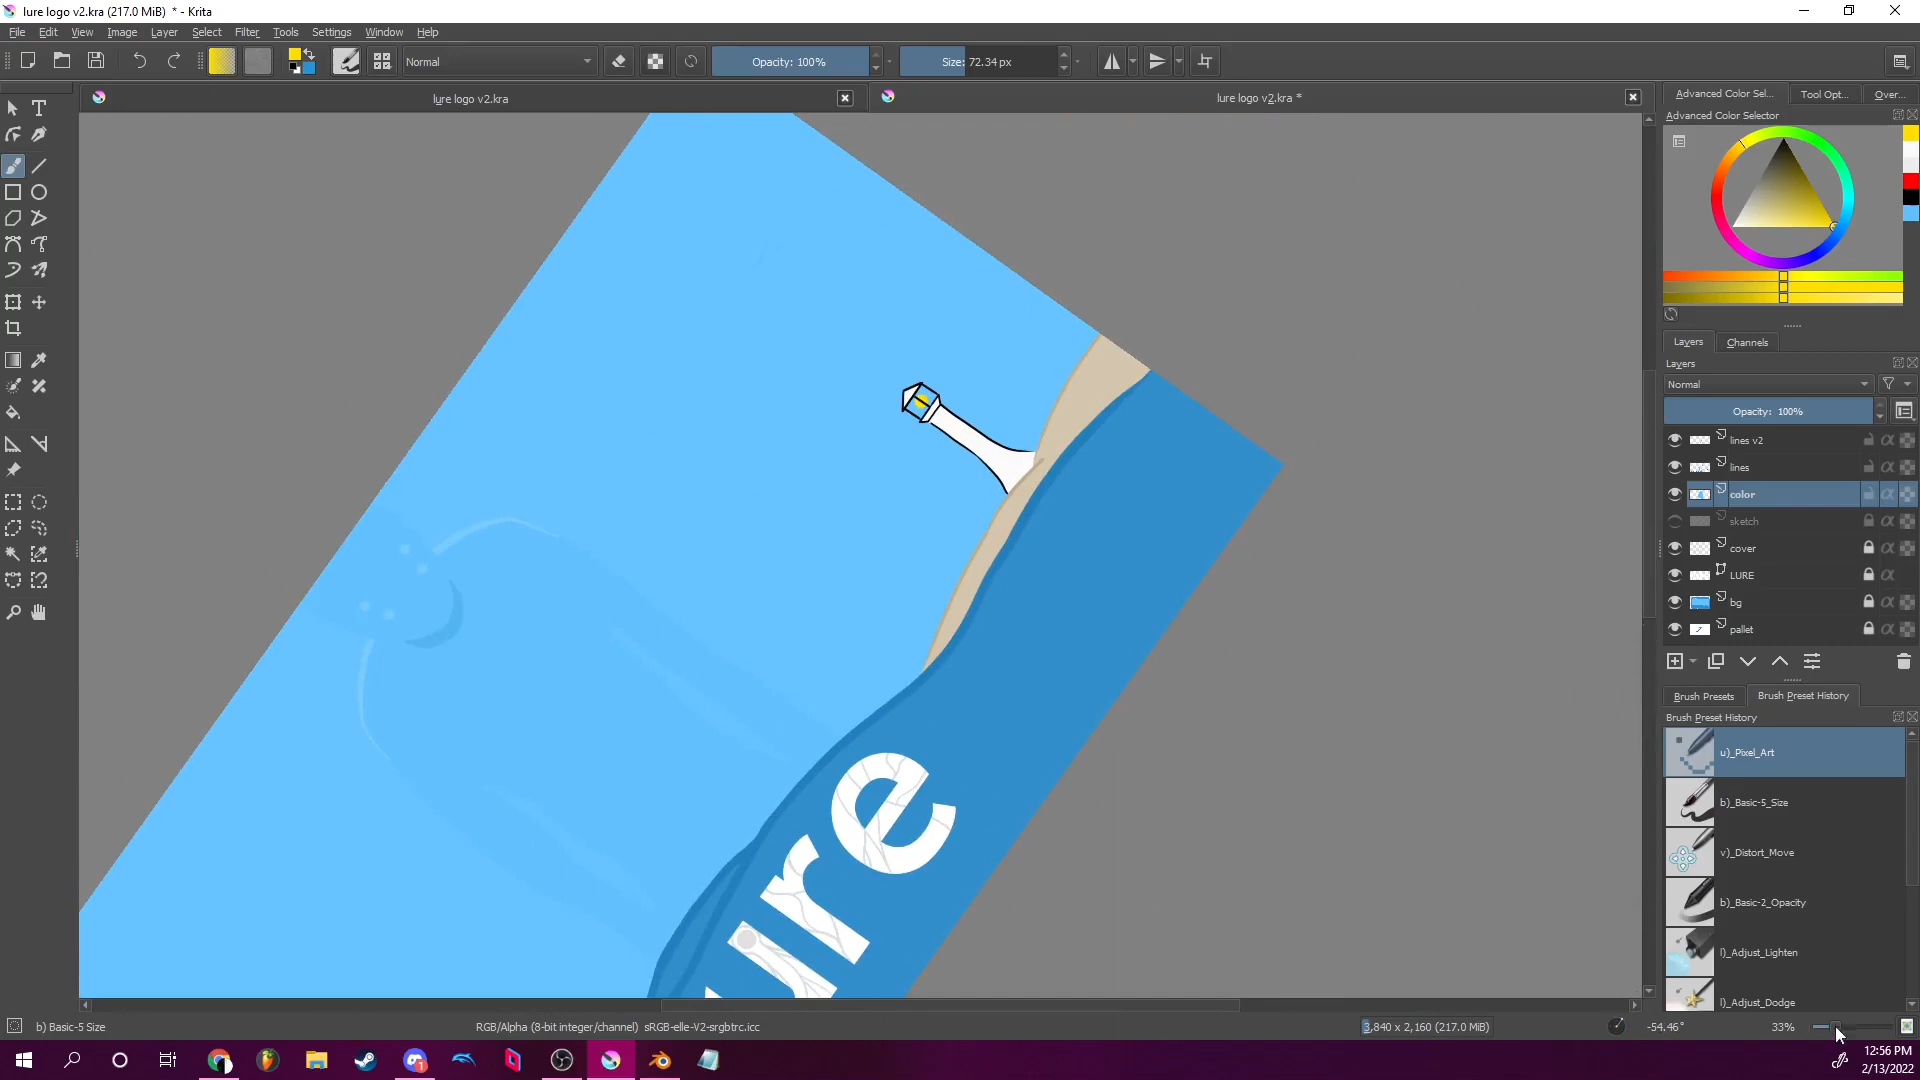 lure logo v2.kra (217.0 MiB) * - Krita
File Edit View Image Layer Select Filter Tools Settings Window Help
Normal Opacity: 100% Size: 72.34 px
lure logo v2.kra lure logo v2.kra *
Advanced Color Sel... Tool Opt... Over...
Advanced Color Selector
Layers Channels
Layers
Normal
Opacity: 100%
lines v2
lines
color
sketch
cover
LURE
bg
pallet
Brush Presets Brush Preset History
Brush Preset History
u)_Pixel_Art
b)_Basic-5_Size
v)_Distort_Move
b)_Basic-2_Opacity
l)_Adjust_Lighten
l)_Adjust_Dodge
ure
b) Basic-5 Size RGB/Alpha (8-bit integer/channel) sRGB-elle-V2-srgbtrc.icc 3,840 x 2,160 (217.0 MiB) -54.46° 33%
12:56 PM
2/13/2022